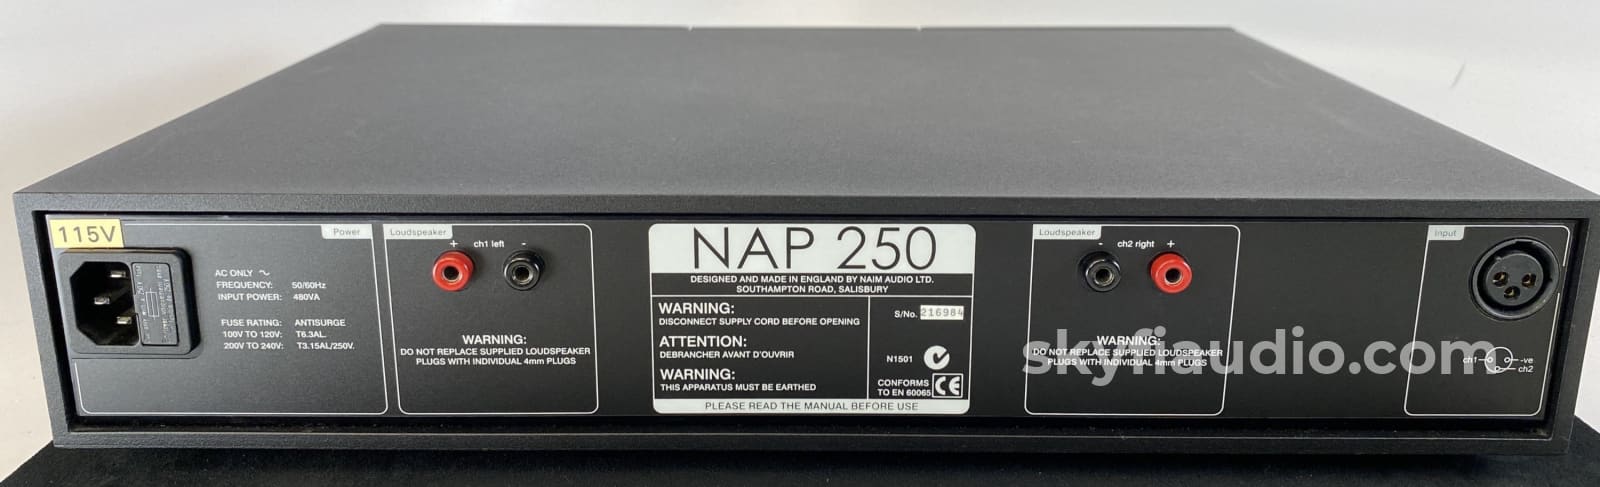 115V
Power
AC ONLY ~
FREQUENCY: 50/60Hz
INPUT POWER: 480VA
FUSE RATING: ANTISURGE
100V TO 120V: T6.3AL.
200V TO 240V: T3.15AL/250V.
Loudspeaker
+ ch1 left -
WARNING:
DO NOT REPLACE SUPPLIED LOUDSPEAKER
PLUGS WITH INDIVIDUAL 4mm PLUGS
NAP 250
DESIGNED AND MADE IN ENGLAND BY NAIM AUDIO LTD.
SOUTHAMPTON ROAD, SALISBURY
WARNING:
DISCONNECT SUPPLY CORD BEFORE OPENING
ATTENTION:
DEBRANCHER AVANT D'OUVRIR
WARNING:
THIS APPARATUS MUST BE EARTHED
S/No. 216984
N1501
CONFORMS
TO EN 60065 CE
PLEASE READ THE MANUAL BEFORE USE
Loudspeaker
- ch2 right +
WARNING:
DO NOT REPLACE SUPPLIED LOUDSPEAKER
PLUGS WITH INDIVIDUAL 4mm PLUGS
Input
ch1 -ve
ch2
skyfiaudio.com